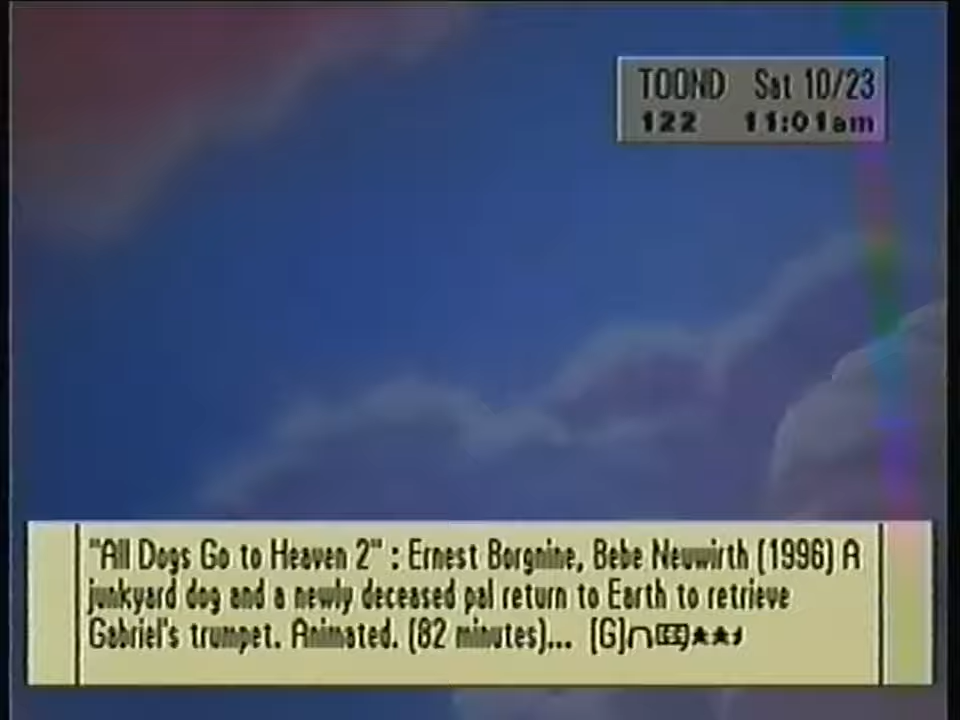 TOOND Sat 10/23
122 11:01am
"All Dogs Go to Heaven 2" : Ernest Borgnine, Bebe Neuwirth (1996) A
junkyard dog and a newly deceased pal return to Earth to retrieve
Gabriel's trumpet. Animated. (82 minutes)... [G]